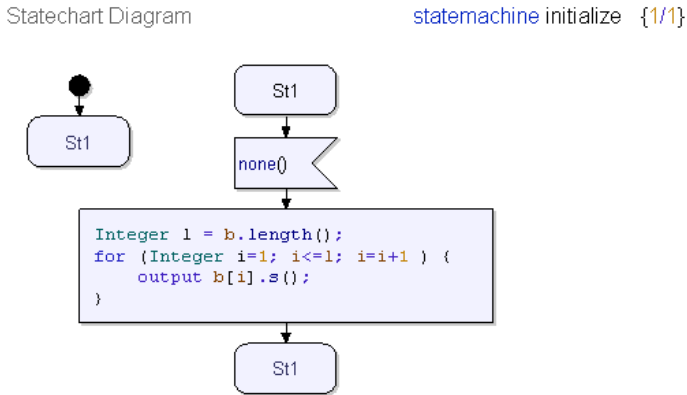 Statechart Diagram
statemachine initialize {1/1}
St1
St1
none()
Integer l = b.length();
for (Integer i=1; i<=l; i=i+1 ) {
output b[i].s();
}
St1